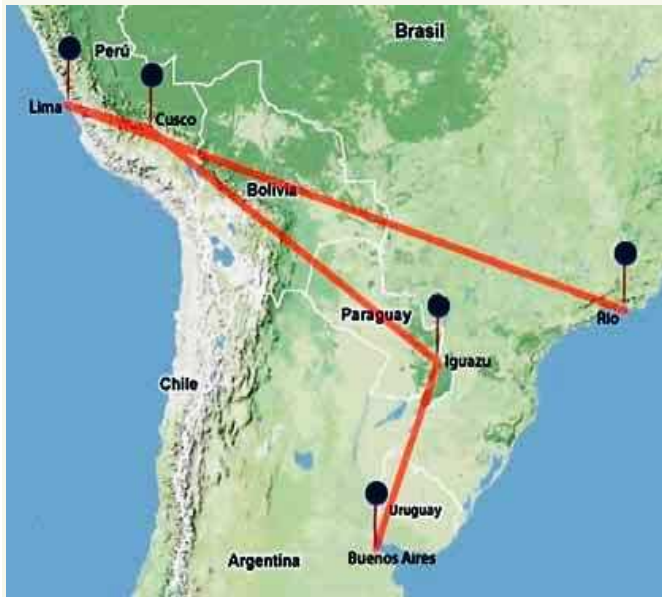 Brasil
Perú
Lima
Cusco
Bolivia
Paraguay
Rio
Iguazu
Chile
Uruguay
Buenos Aires
Argentina